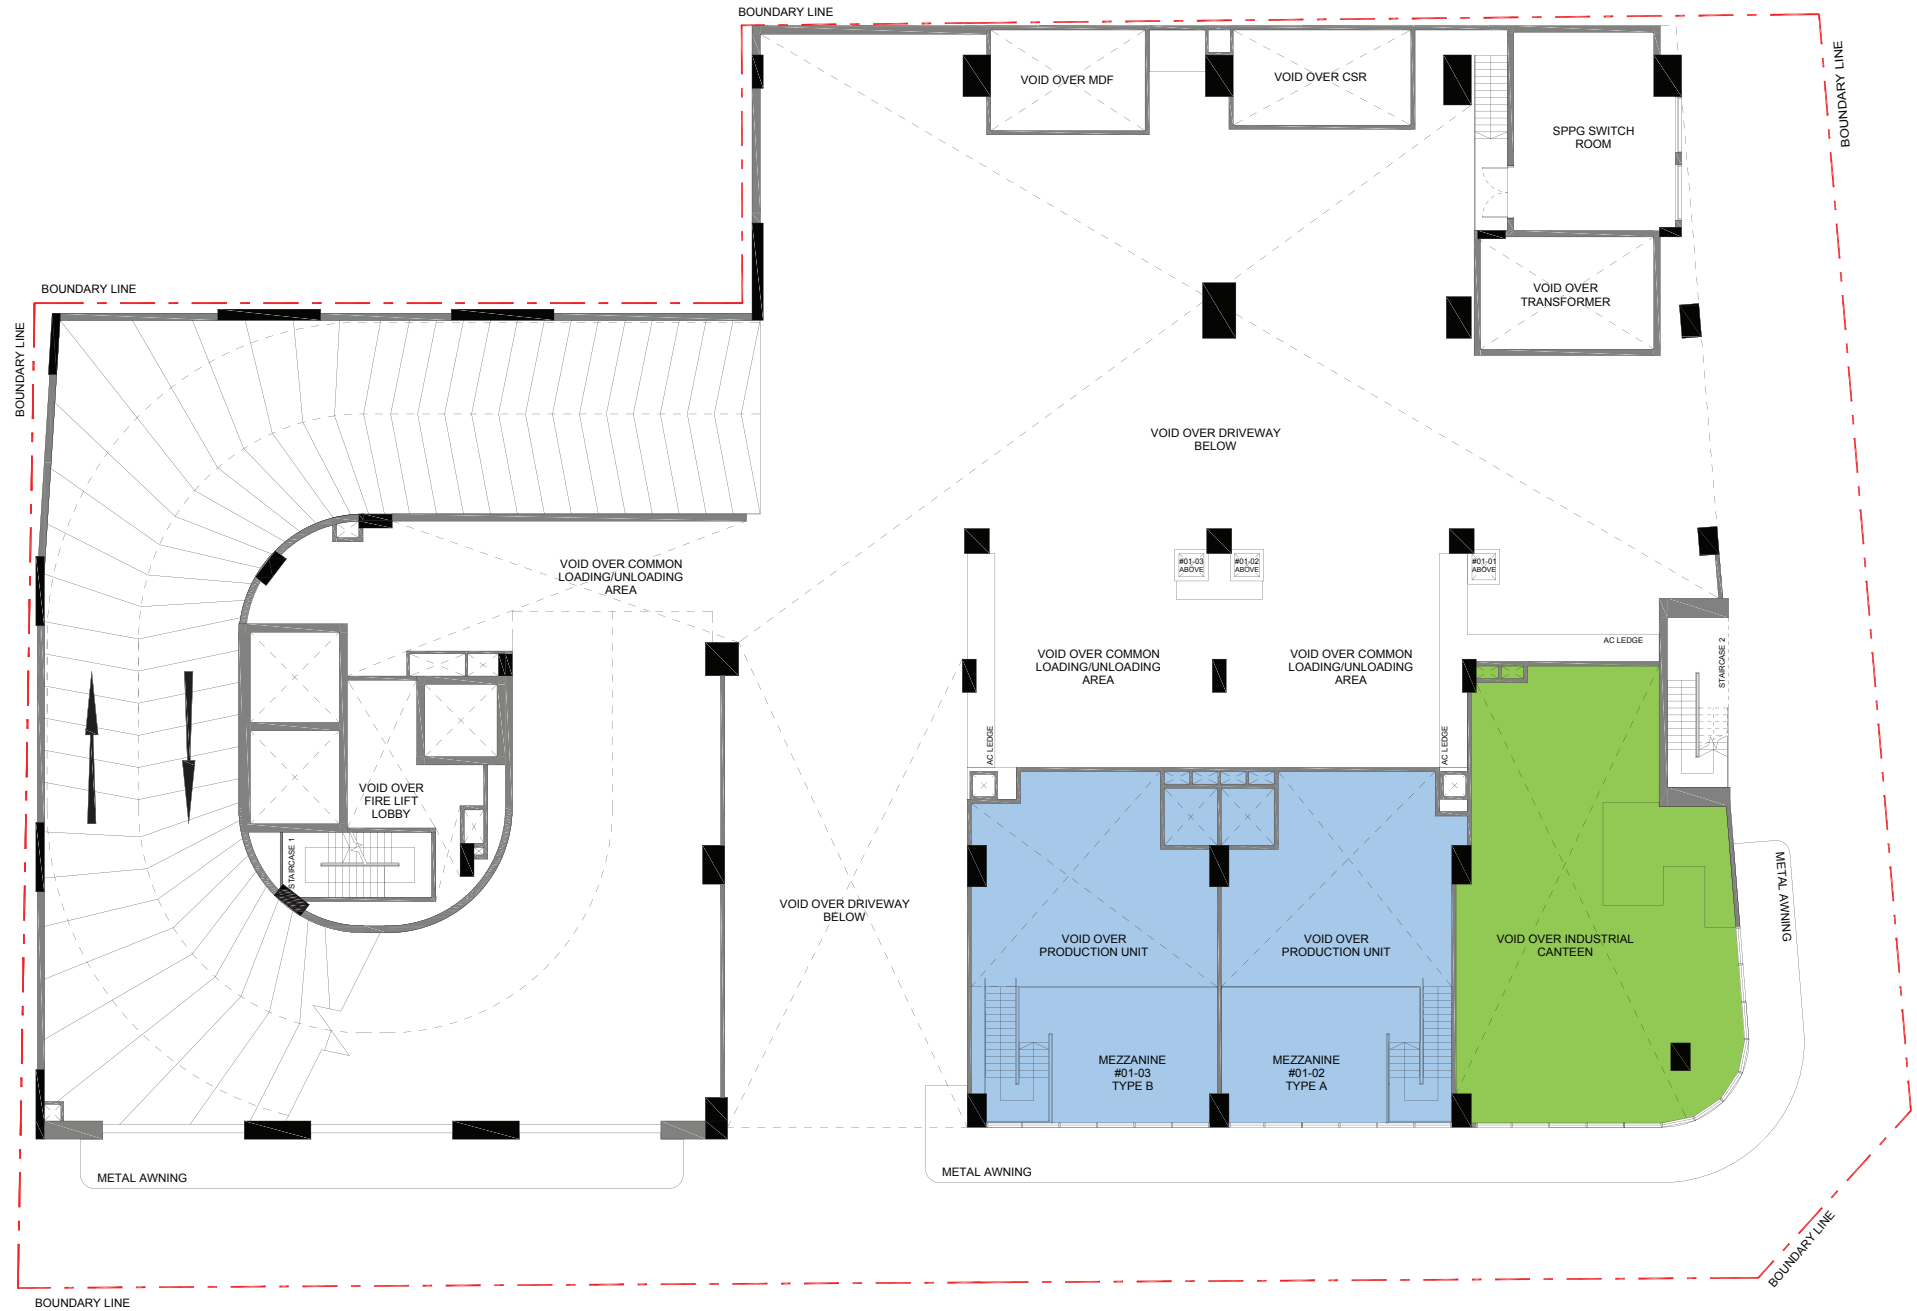 BOUNDARY LINE
BOUNDARY LINE
VOID OVER MDF
VOID OVER CSR
SPPG SWITCH
ROOM
BOUNDARY LINE
BOUNDARY LINE
VOID OVER
TRANSFORMER
VOID OVER DRIVEWAY
BELOW
VOID OVER COMMON
LOADING/UNLOADING
AREA
#01-03
ABOVE
#01-02
ABOVE
#01-01
ABOVE
AC LEDGE
STAIRCASE 2
VOID OVER COMMON
LOADING/UNLOADING
AREA
VOID OVER COMMON
LOADING/UNLOADING
AREA
AC LEDGE
AC LEDGE
VOID OVER
FIRE LIFT
LOBBY
STAIRCASE 1
VOID OVER DRIVEWAY
BELOW
VOID OVER
PRODUCTION UNIT
VOID OVER
PRODUCTION UNIT
VOID OVER INDUSTRIAL
CANTEEN
METAL AWNING
MEZZANINE
#01-03
TYPE B
MEZZANINE
#01-02
TYPE A
METAL AWNING
METAL AWNING
BOUNDARY LINE
BOUNDARY LINE